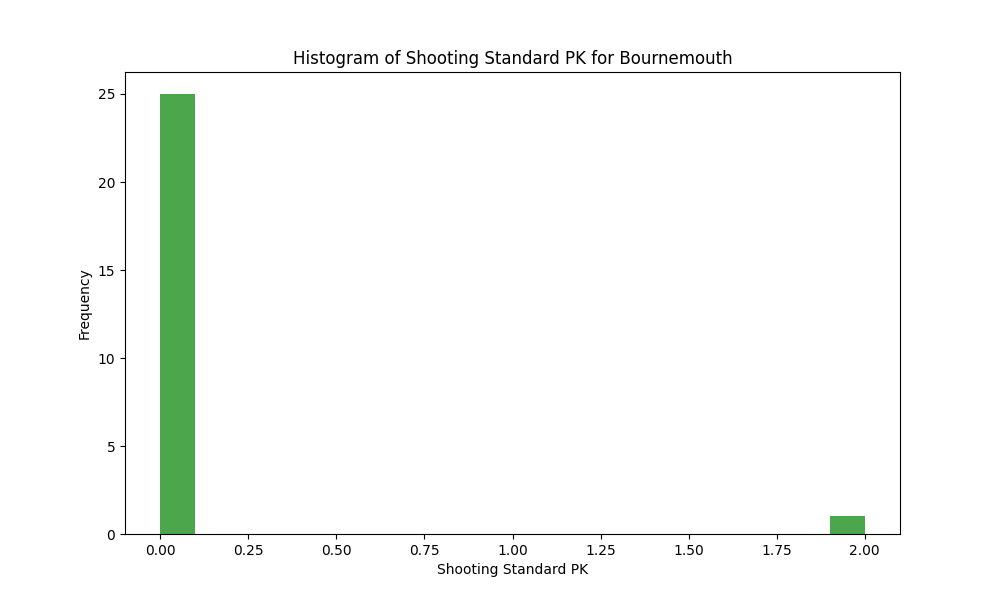 Histogram of Shooting Standard PK for Bournemouth
Frequency
25
20
15
10
5
0
0.00 0.25 0.50 0.75 1.00 1.25 1.50 1.75 2.00
Shooting Standard PK